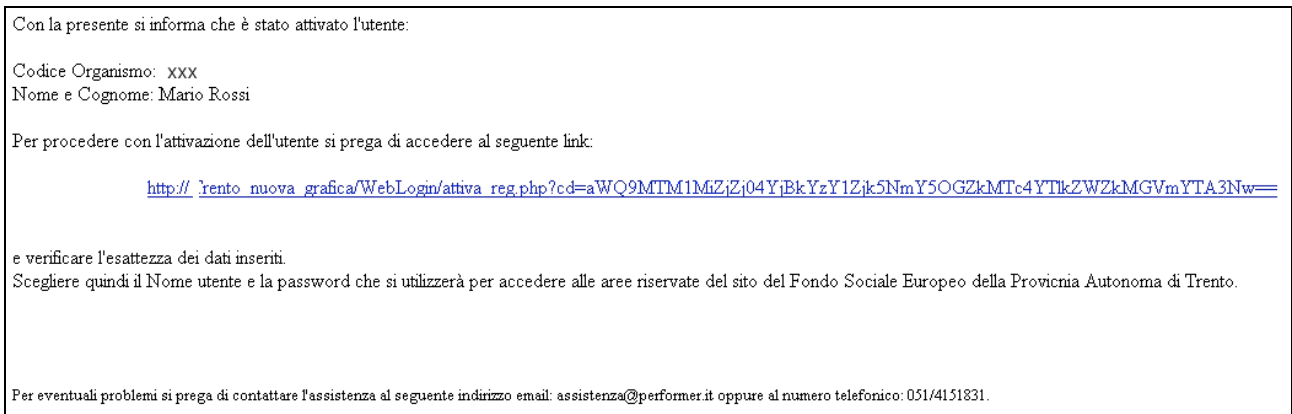 Con la presente si informa che è stato attivato l'utente:
Codice Organismo: xxx
Nome e Cognome: Mario Rossi
Per procedere con l'attivazione dell'utente si prega di accedere al seguente link:
http:// Trento_nuova_grafica/WebLogin/attiva_reg.php?cd=aWQ9MTM1MiZjZj04YjBkYzY1Zjk5NmY5OGZkMTc4YTlkZWZkMGVmYTA3Nw==
e verificare l'esattezza dei dati inseriti.
Scegliere quindi il Nome utente e la password che si utilizzerà per accedere alle aree riservate del sito del Fondo Sociale Europeo della Provicnia Autonoma di Trento.
Per eventuali problemi si prega di contattare l'assistenza al seguente indirizzo email: assistenza@performer.it oppure al numero telefonico: 051/4151831.